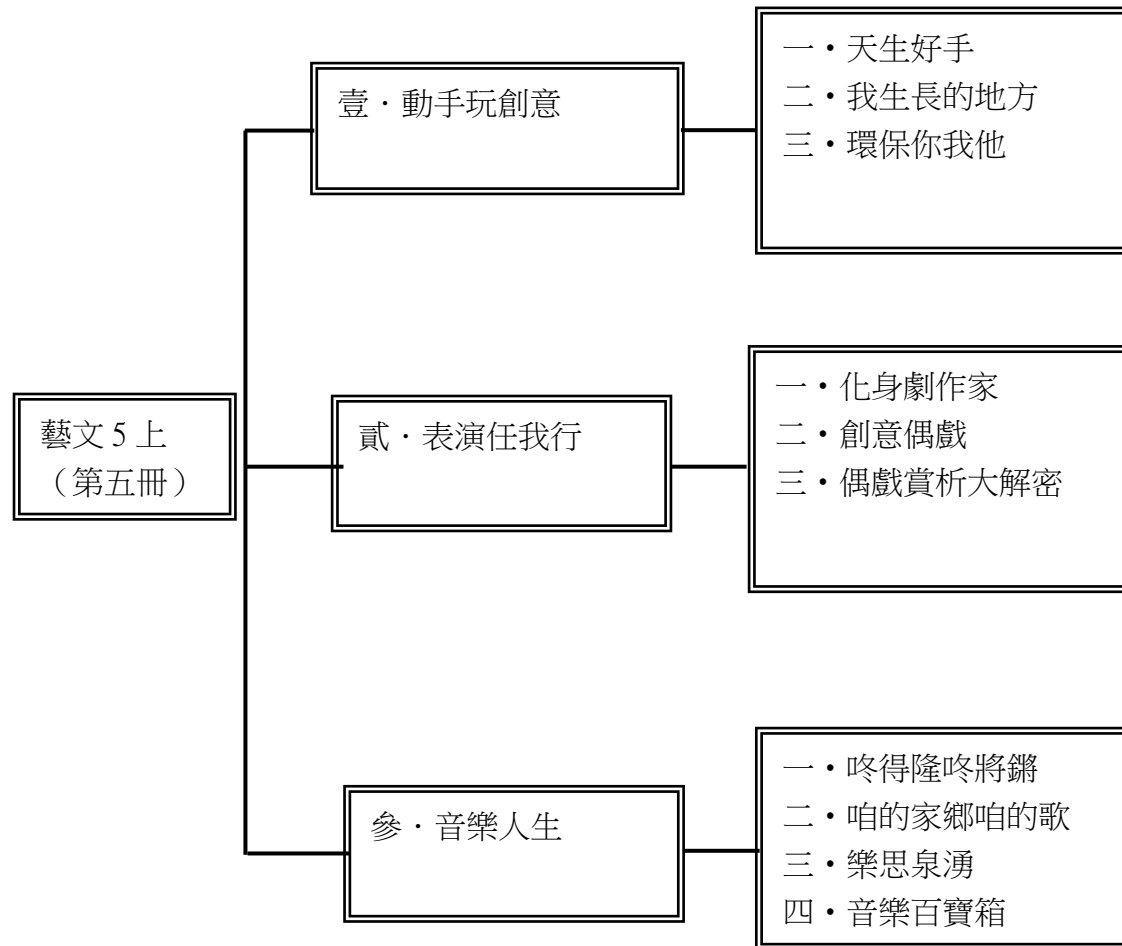 藝文 5 上
（第五冊）
壹．動手玩創意
一・天生好手
二・我生長的地方
三・環保你我他
貳．表演任我行
一・化身劇作家
二・創意偶戲
三・偶戲賞析大解密
參．音樂人生
一・咚得隆咚將鏘
二・咱的家鄉咱的歌
三・樂思泉湧
四・音樂百寶箱